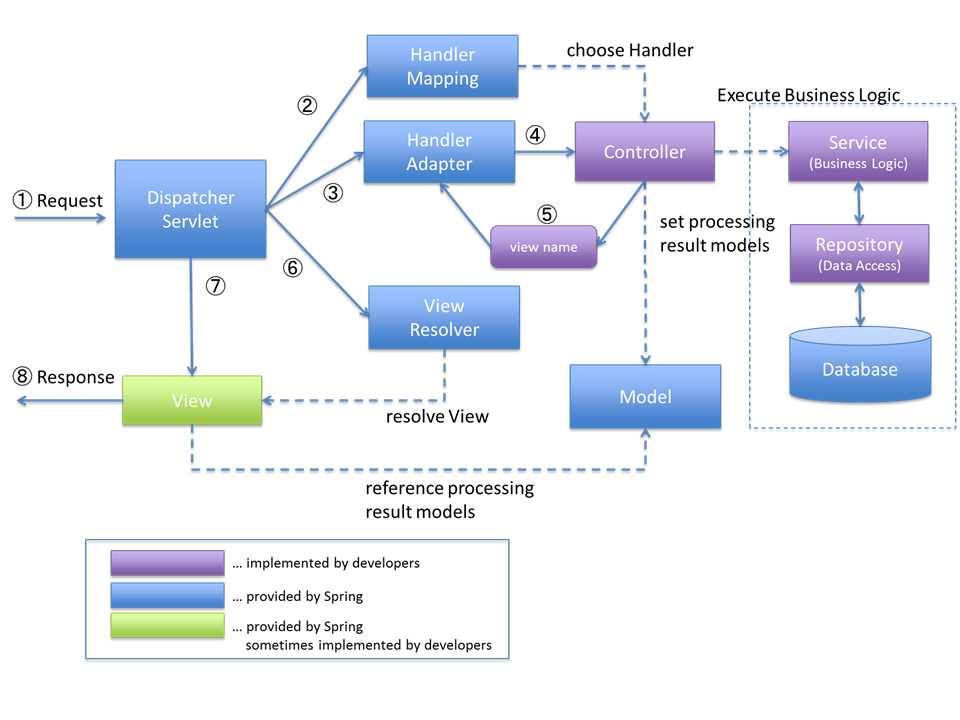 Handler
Mapping
choose Handler
Execute Business Logic
②
Handler
Adapter
④
Controller
Service
(Business Logic)
① Request
Dispatcher
Servlet
③
⑤
view name
set processing
result models
Repository
(Data Access)
⑥
⑦
View
Resolver
Database
⑧ Response
View
resolve View
Model
reference processing
result models
... implemented by developers
... provided by Spring
... provided by Spring
sometimes implemented by developers